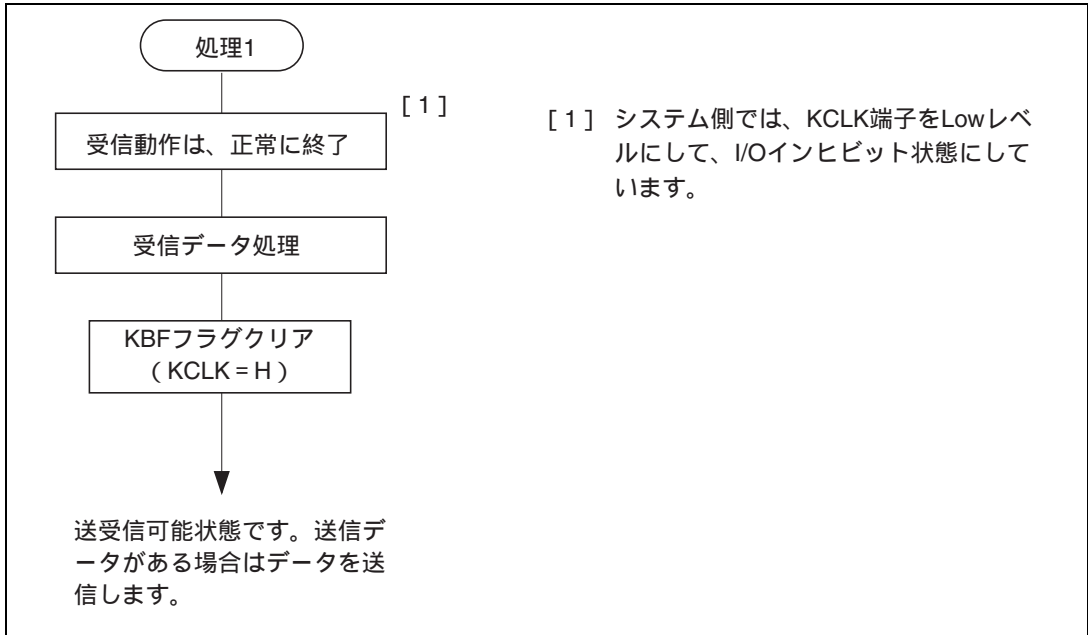 処理1
受信動作は、正常に終了
[1]
[1] システム側では、KCLK端子をLowレベ
ルにして、I/Oインヒビット状態にして
います。
受信データ処理
KBFフラグクリア
(KCLK=H)
送受信可能状態です。送信デ
ータがある場合はデータを送
信します。